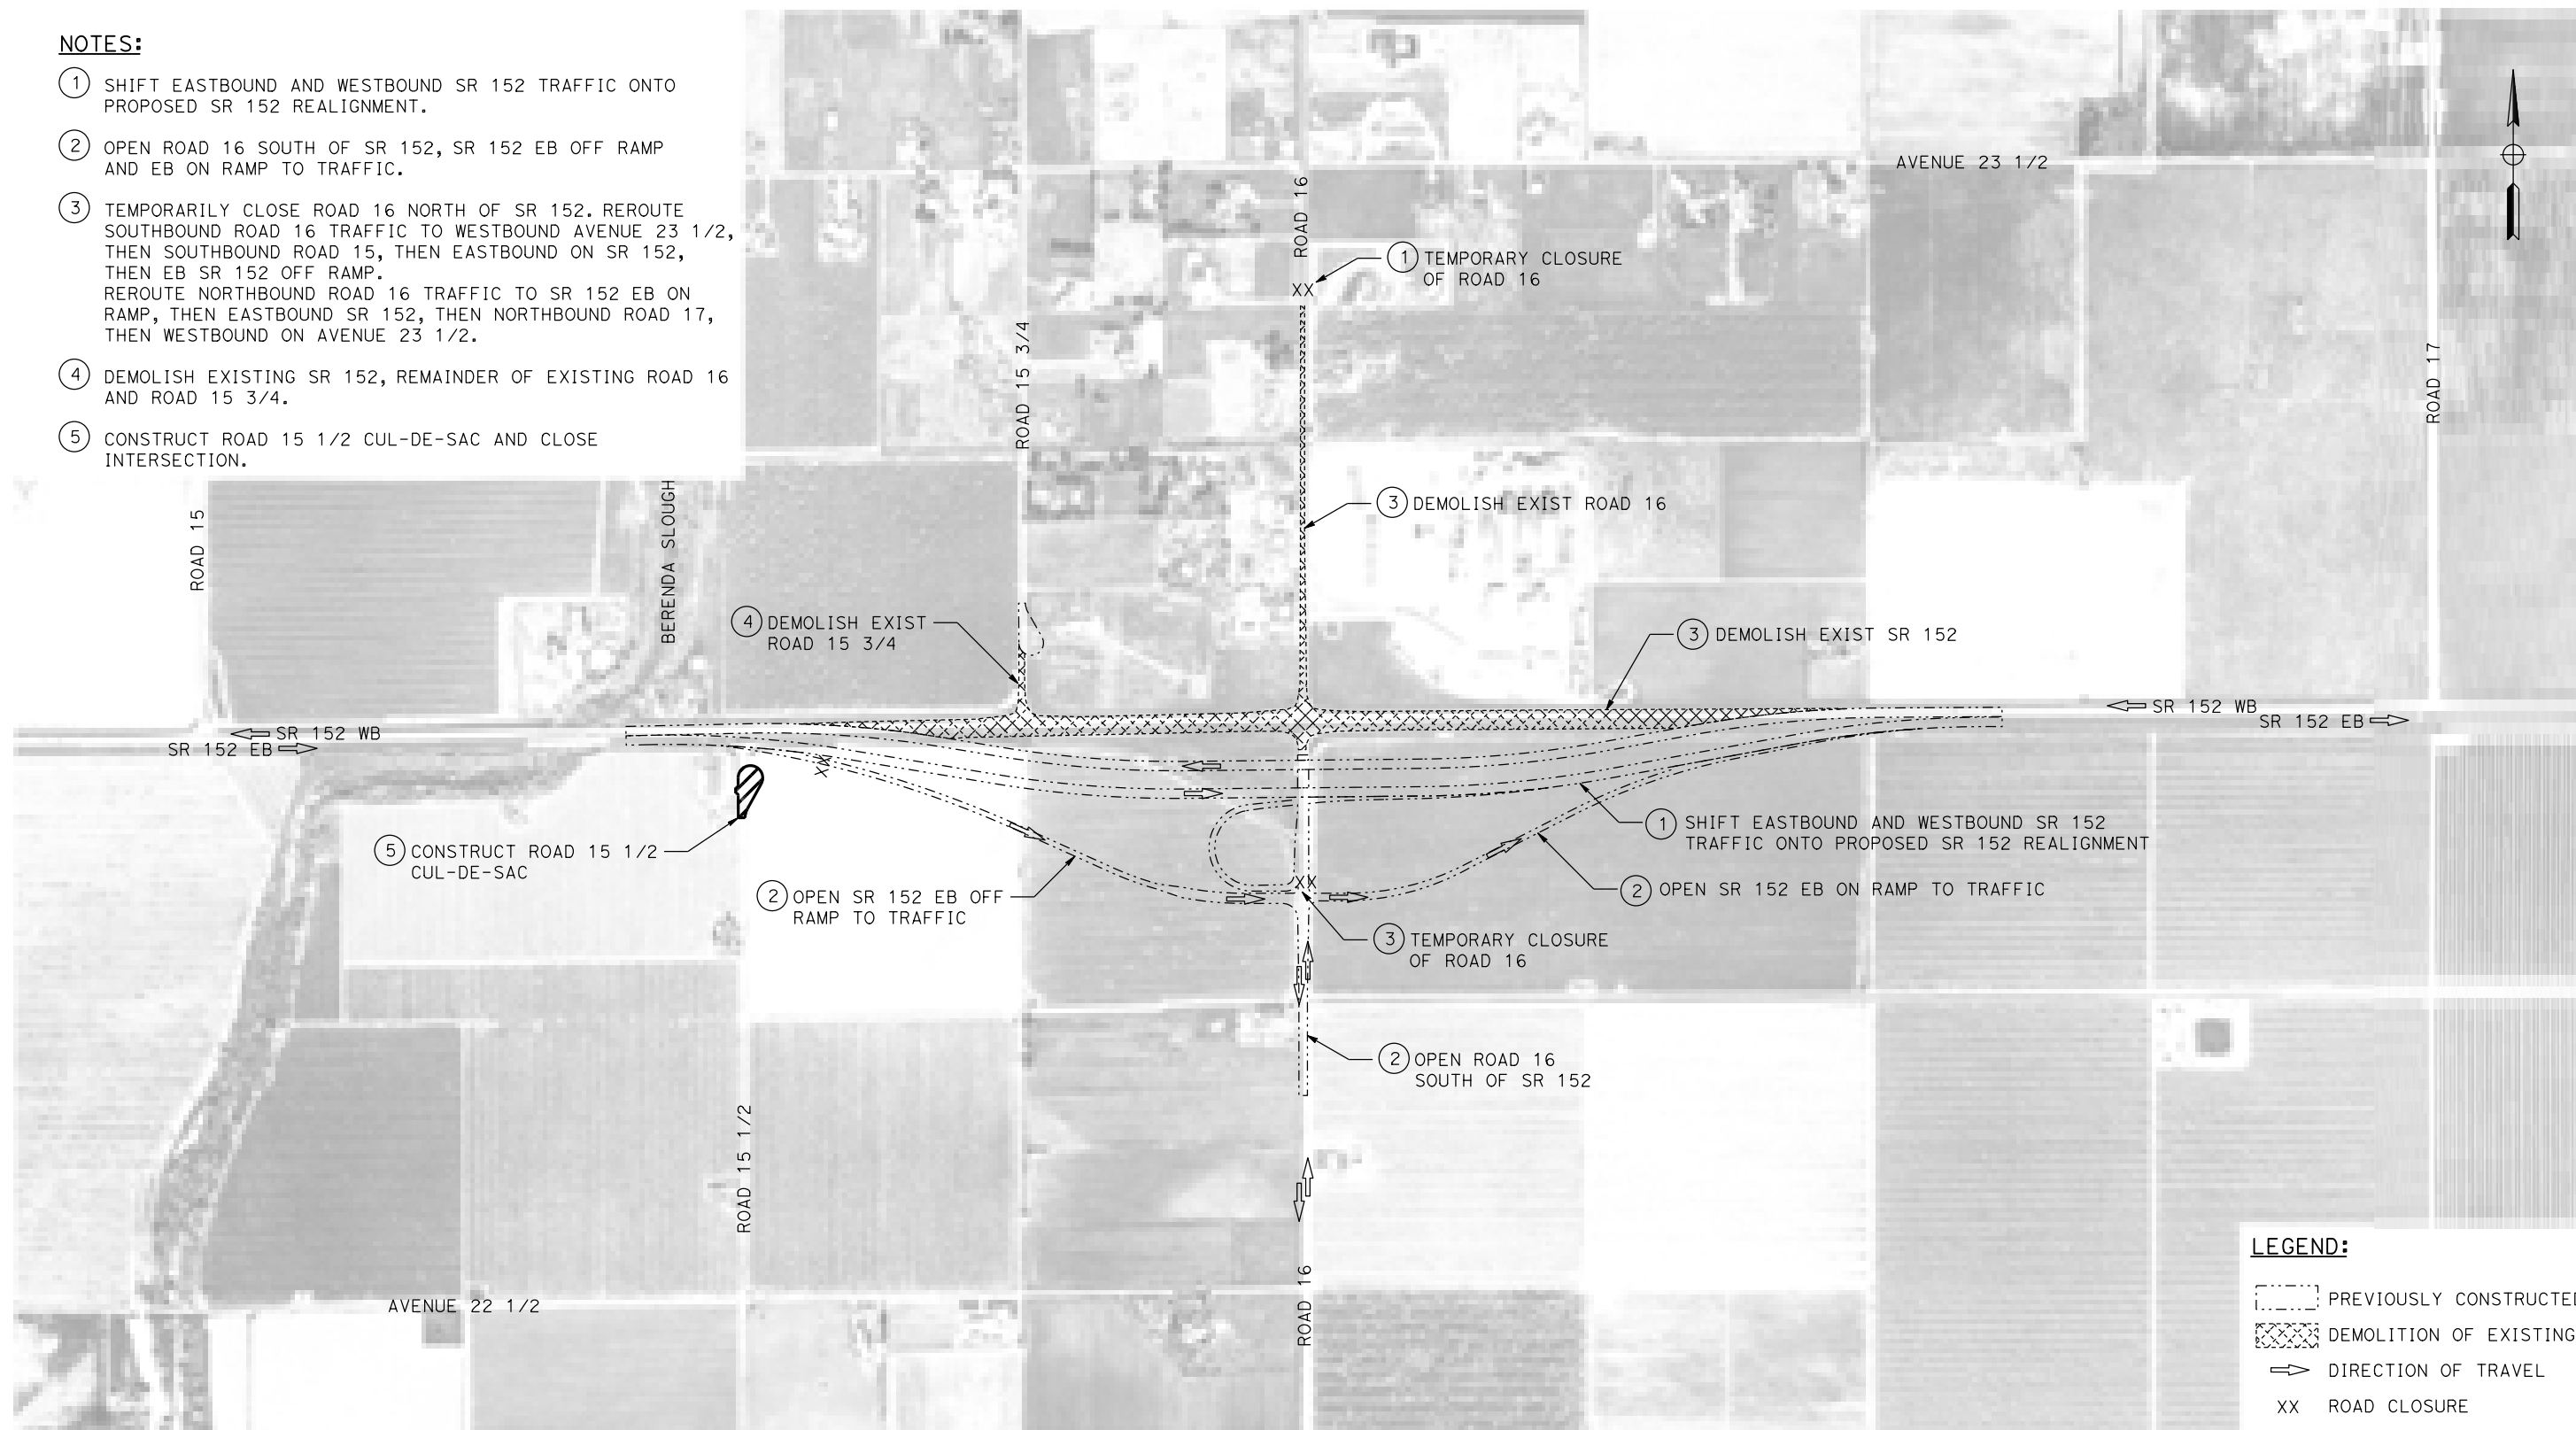 NOTES:
1 SHIFT EASTBOUND AND WESTBOUND SR 152 TRAFFIC ONTO
PROPOSED SR 152 REALIGNMENT.
2 OPEN ROAD 16 SOUTH OF SR 152, SR 152 EB OFF RAMP
AND EB ON RAMP TO TRAFFIC.
3 TEMPORARILY CLOSE ROAD 16 NORTH OF SR 152. REROUTE
SOUTHBOUND ROAD 16 TRAFFIC TO WESTBOUND AVENUE 23 1/2,
THEN SOUTHBOUND ROAD 15, THEN EASTBOUND ON SR 152,
THEN EB SR 152 OFF RAMP.
REROUTE NORTHBOUND ROAD 16 TRAFFIC TO SR 152 EB ON
RAMP, THEN EASTBOUND SR 152, THEN NORTHBOUND ROAD 17,
THEN WESTBOUND ON AVENUE 23 1/2.
4 DEMOLISH EXISTING SR 152, REMAINDER OF EXISTING ROAD 16
AND ROAD 15 3/4.
5 CONSTRUCT ROAD 15 1/2 CUL-DE-SAC AND CLOSE
INTERSECTION.
AVENUE 23 1/2
ROAD 16
1 TEMPORARY CLOSURE
OF ROAD 16
XX
ROAD 15 3/4
ROAD 17
ROAD 15
BERENDA SLOUGH
3 DEMOLISH EXIST ROAD 16
4 DEMOLISH EXIST
ROAD 15 3/4
3 DEMOLISH EXIST SR 152
SR 152 WB
SR 152 EB
SR 152 WB
SR 152 EB
XX
5 CONSTRUCT ROAD 15 1/2
CUL-DE-SAC
1 SHIFT EASTBOUND AND WESTBOUND SR 152
TRAFFIC ONTO PROPOSED SR 152 REALIGNMENT
2 OPEN SR 152 EB OFF
RAMP TO TRAFFIC
XX
2 OPEN SR 152 EB ON RAMP TO TRAFFIC
3 TEMPORARY CLOSURE
OF ROAD 16
2 OPEN ROAD 16
SOUTH OF SR 152
ROAD 15 1/2
ROAD 16
AVENUE 22 1/2
LEGEND:
PREVIOUSLY CONSTRUCTED
DEMOLITION OF EXISTING
DIRECTION OF TRAVEL
XX ROAD CLOSURE